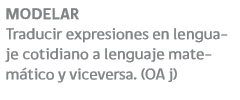 MODELAR
Traducir expresiones en lengua-
je cotidiano a lenguaje mate-
mático y viceversa. (OA j)